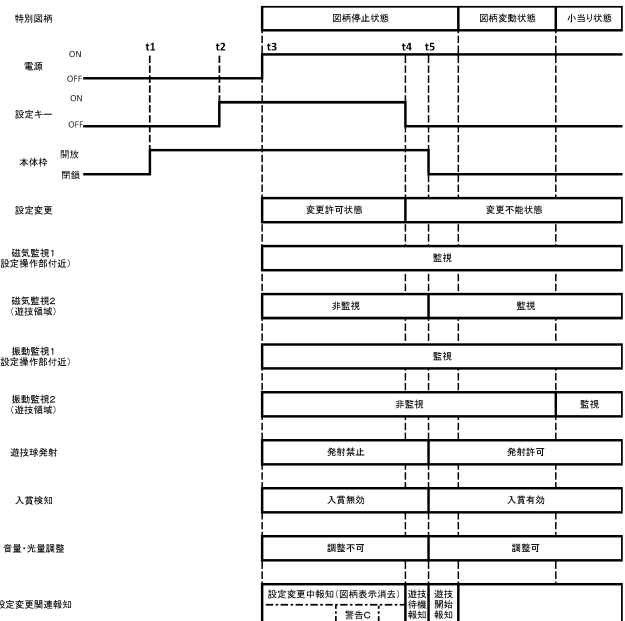 特別図柄
図柄停止状態
図柄変動状態
小当り状態
t1
t2
t3
t4
t5
電源
ON
OFF
設定キー
ON
OFF
本体枠
開放
閉鎖
設定変更
変更許可状態
変更不能状態
磁気監視1
設定操作部付近）
監視
磁気監視2
（遊技領域）
非監視
監視
振動監視1
設定操作部付近）
監視
振動監視2
（遊技領域）
非監視
監視
遊技球発射
発射禁止
発射許可
入賞検知
入賞無効
入賞有効
音量・光量調整
調整不可
調整可
設定変更関連報知
設定変更中報知（図柄表示消去）
警告C
遊技
待機
報知
遊技
開始
報知